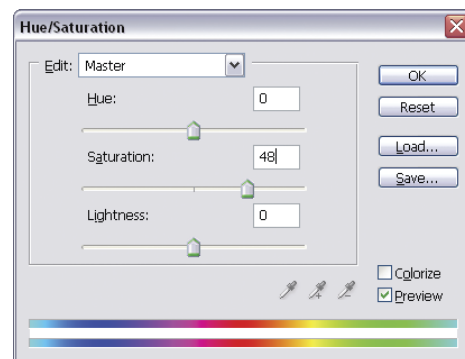 Hue/Saturation
Edit: Master
OK
Hue: 0
Reset
Saturation: 48
Load...
Save...
Lightness: 0
Colorize
Preview